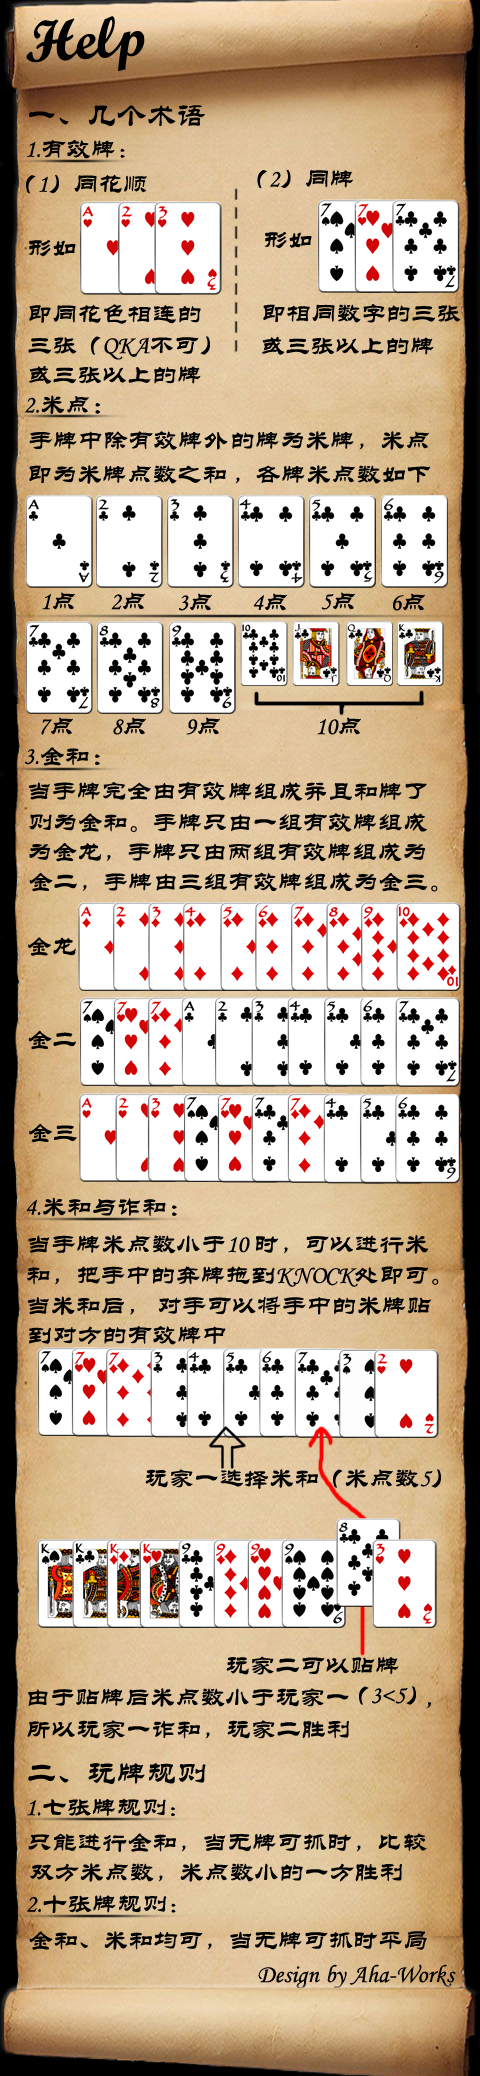 Help
一、几个术语
1.有效牌：
（1）同花顺
（2）同牌
形如
形如
即同花色相连的
三张（QKA不可）
或三张以上的牌
即相同数字的三张
或三张以上的牌
2.米点：
手牌中除有效牌外的牌为米牌，米点
即为米牌点数之和，各牌米点数如下
1点 2点 3点 4点 5点 6点
7点 8点 9点 10点
3.金和：
当手牌完全由有效牌组成并且和牌了
则为金和。手牌只由一组有效牌组成
为金龙，手牌只由两组有效牌组成为
金二，手牌由三组有效牌组成为金三。
金龙
金二
金三
4.米和与诈和：
当手牌米点数小于10时，可以进行米
和，把手中的弃牌拖到KNOCK处即可。
当米和后，对手可以将手中的米牌贴
到对方的有效牌中
玩家一选择米和（米点数5）
玩家二可以贴牌
由于贴牌后米点数小于玩家一（3<5），
所以玩家一诈和，玩家二胜利
二、玩牌规则
1.七张牌规则：
只能进行金和，当无牌可抓时，比较
双方米点数，米点数小的一方胜利
2.十张牌规则：
金和、米和均可，当无牌可抓时平局
Design by Aha-Works